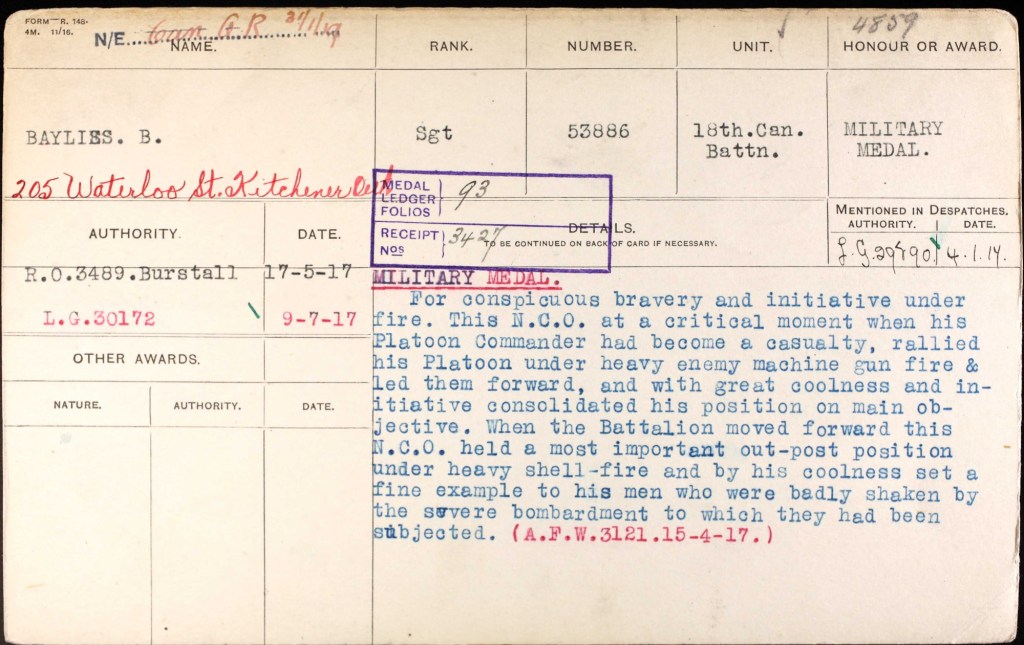 FORM R. 148-
4M. 11/16.
N/E. G.R. 31/1/19
4859
NAME.
RANK.
NUMBER.
UNIT.
HONOUR OR AWARD.
BAYLIES. B.
Sgt
53886
18th.Can.
Battn.
MILITARY
MEDAL.
205 Waterloo St. Kitchener Ont
MEDAL
LEDGER
FOLIOS
93
RECEIPT
Nos
3427
AUTHORITY.
DATE.
DETAILS.
TO BE CONTINUED ON BACK OF CARD IF NECESSARY.
MENTIONED IN DESPATCHES.
AUTHORITY.
DATE.
L.G. 29890 4.1.17.
R.O.3489.Burstall
17-5-17
L.G.30172
9-7-17
MILITARY MEDAL.
For conspicuous bravery and initiative under
fire. This N.C.O. at a critical moment when his
Platoon Commander had become a casualty, rallied
his Platoon under heavy enemy machine gun fire &
led them forward, and with great coolness and in-
itiative consolidated his position on main ob-
jective. When the Battalion moved forward this
N.C.O. held a most important out-post position
under heavy shell-fire and by his coolness set a
fine example to his men who were badly shaken by
the severe bombardment to which they had been
subjected. (A.F.W.3121.15-4-17.)
OTHER AWARDS.
NATURE.
AUTHORITY.
DATE.